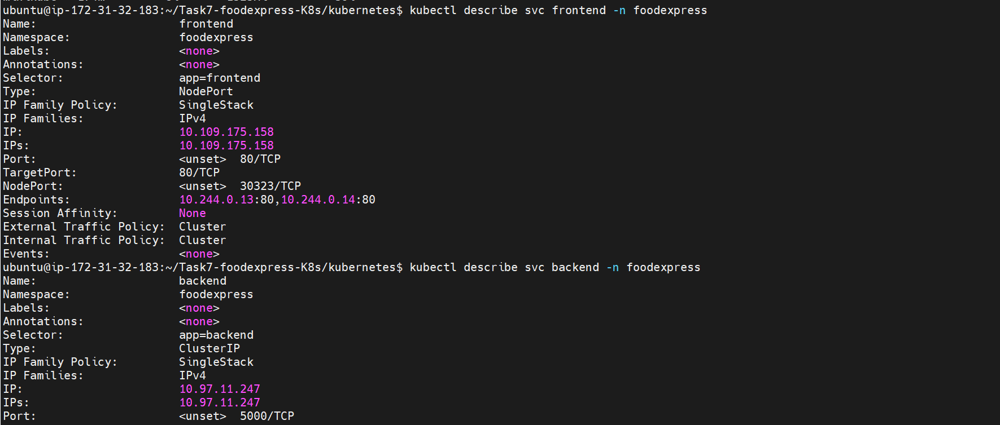 ubuntu@ip-172-31-32-183:~/Task7-foodexpress-K8s/kubernetes$ kubectl describe svc frontend -n foodexpress
Name:                     frontend
Namespace:                foodexpress
Labels:                   <none>
Annotations:              <none>
Selector:                 app=frontend
Type:                     NodePort
IP Family Policy:         SingleStack
IP Families:              IPv4
IP:                       10.109.175.158
IPs:                      10.109.175.158
Port:                     <unset>  80/TCP
TargetPort:               80/TCP
NodePort:                 <unset>  30323/TCP
Endpoints:                10.244.0.13:80,10.244.0.14:80
Session Affinity:         None
External Traffic Policy:  Cluster
Internal Traffic Policy:  Cluster
Events:                   <none>
ubuntu@ip-172-31-32-183:~/Task7-foodexpress-K8s/kubernetes$ kubectl describe svc backend -n foodexpress
Name:                     backend
Namespace:                foodexpress
Labels:                   <none>
Annotations:              <none>
Selector:                 app=backend
Type:                     ClusterIP
IP Family Policy:         SingleStack
IP Families:              IPv4
IP:                       10.97.11.247
IPs:                      10.97.11.247
Port:                     <unset>  5000/TCP